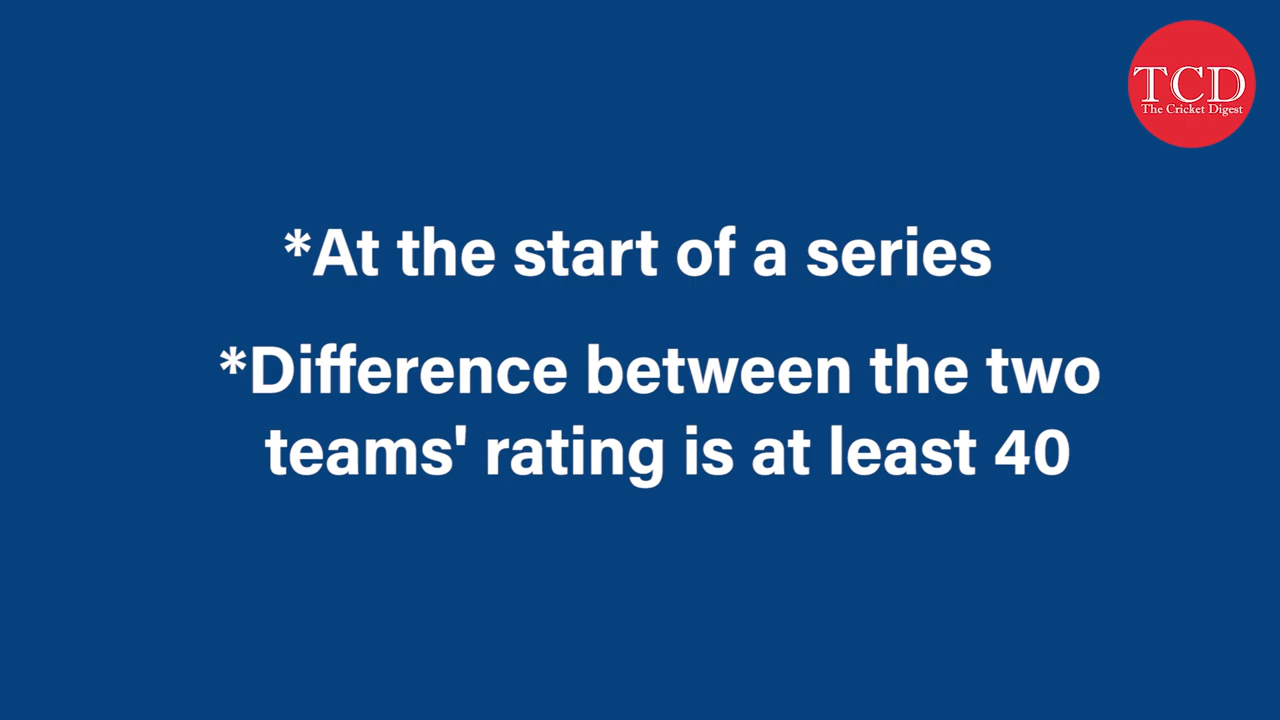 TCD
The Cricket Digest
*At the start of a series
*Difference between the two
teams' rating is at least 40